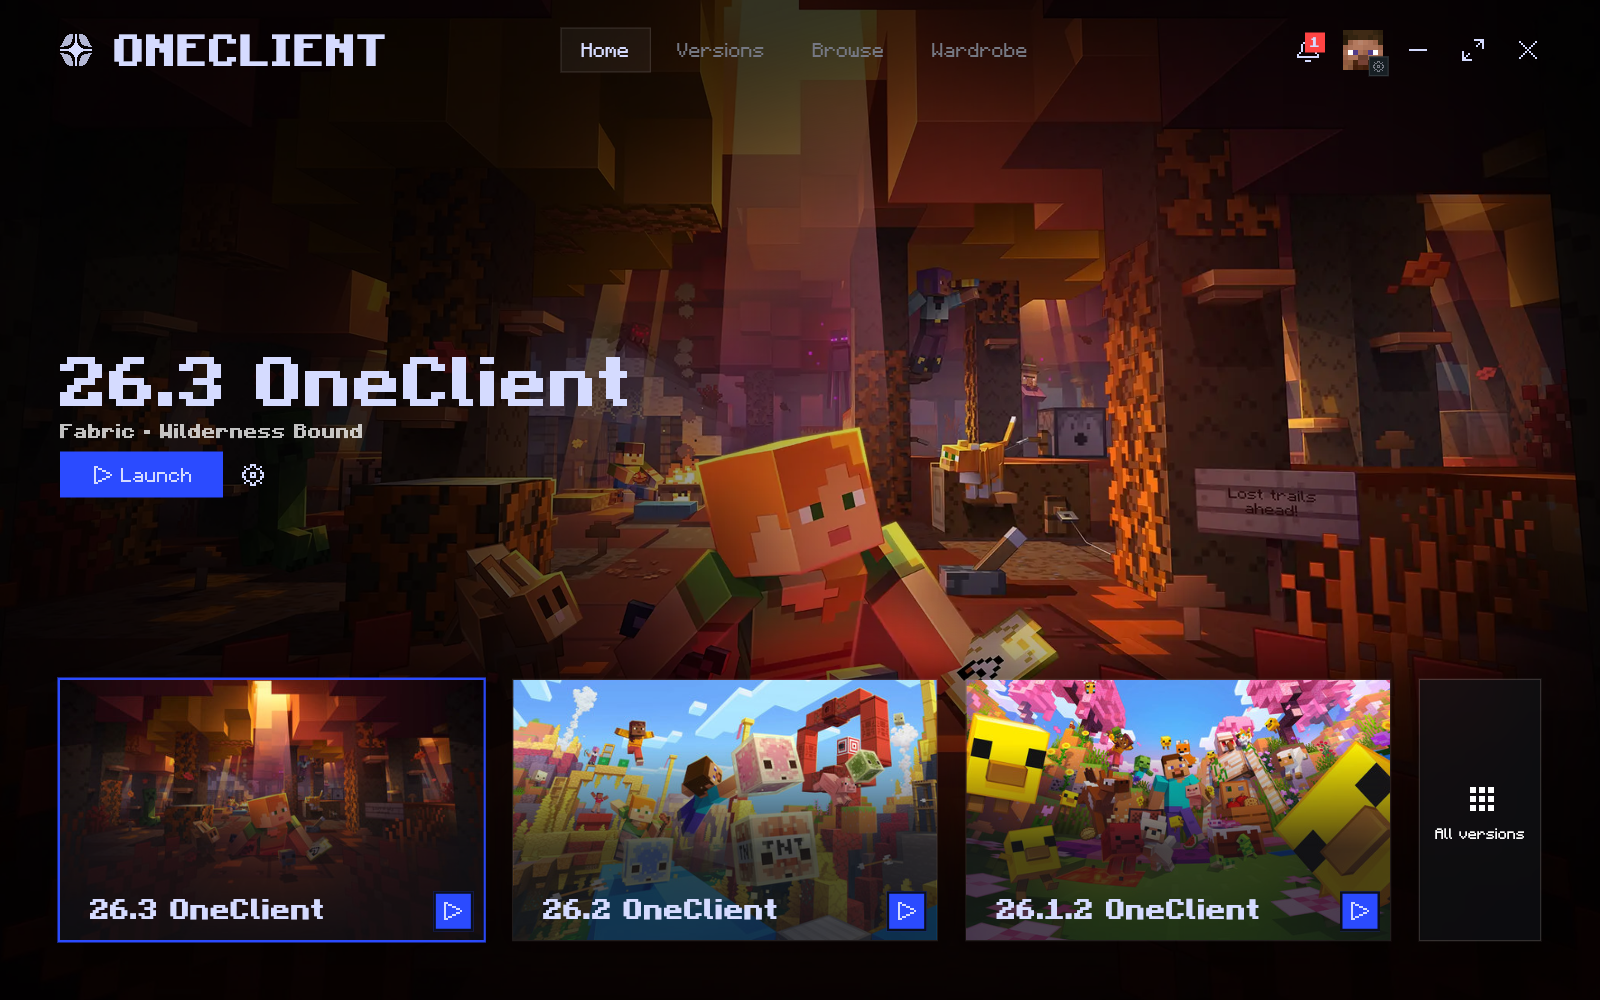 ONECLIENT
Home
Versions
Browse
Wardrobe
1
26.3 OneClient
Fabric - Wilderness Bound
Launch
Lost trails
ahead!
TNT
26.3 OneClient
26.2 OneClient
26.1.2 OneClient
All versions